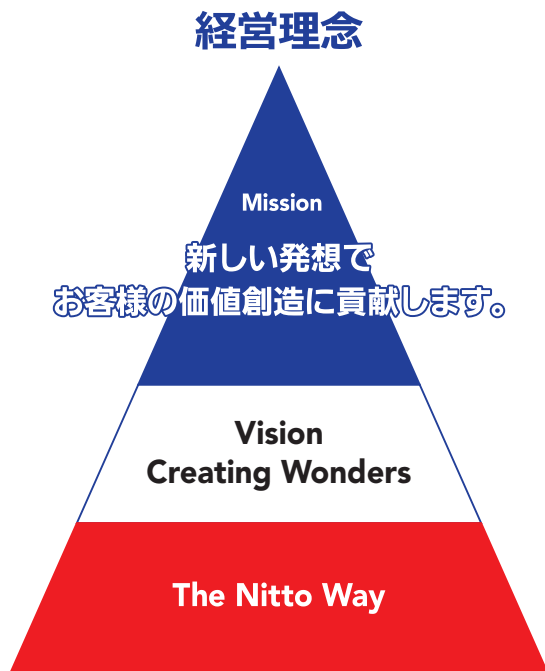 経営理念
Mission
新しい発想で
お客様の価値創造に貢献します。
Vision
Creating Wonders
The Nitto Way